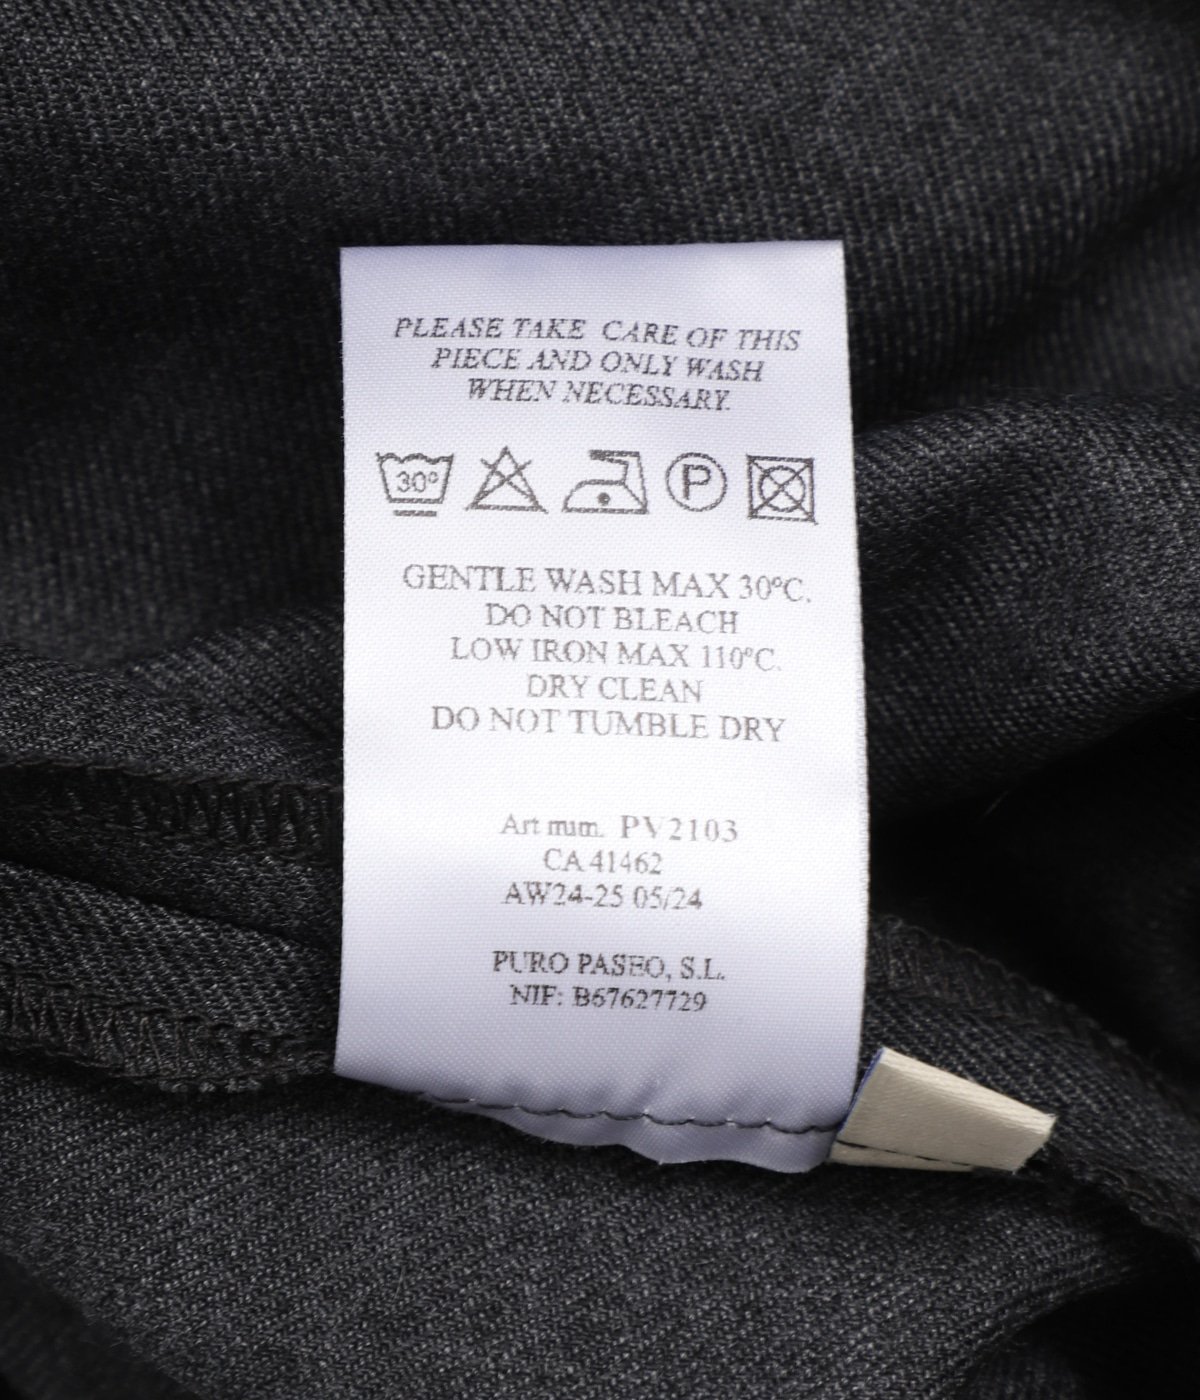 PLEASE TAKE CARE OF THIS
PIECE AND ONLY WASH
WHEN NECESSARY.
30° P
GENTLE WASH MAX 30ºC.
DO NOT BLEACH
LOW IRON MAX 110ºC.
DRY CLEAN
DO NOT TUMBLE DRY
Art num. PV2103
CA 41462
AW24-25 05/24
PURO PASEO, S.L.
NIF: B67627729